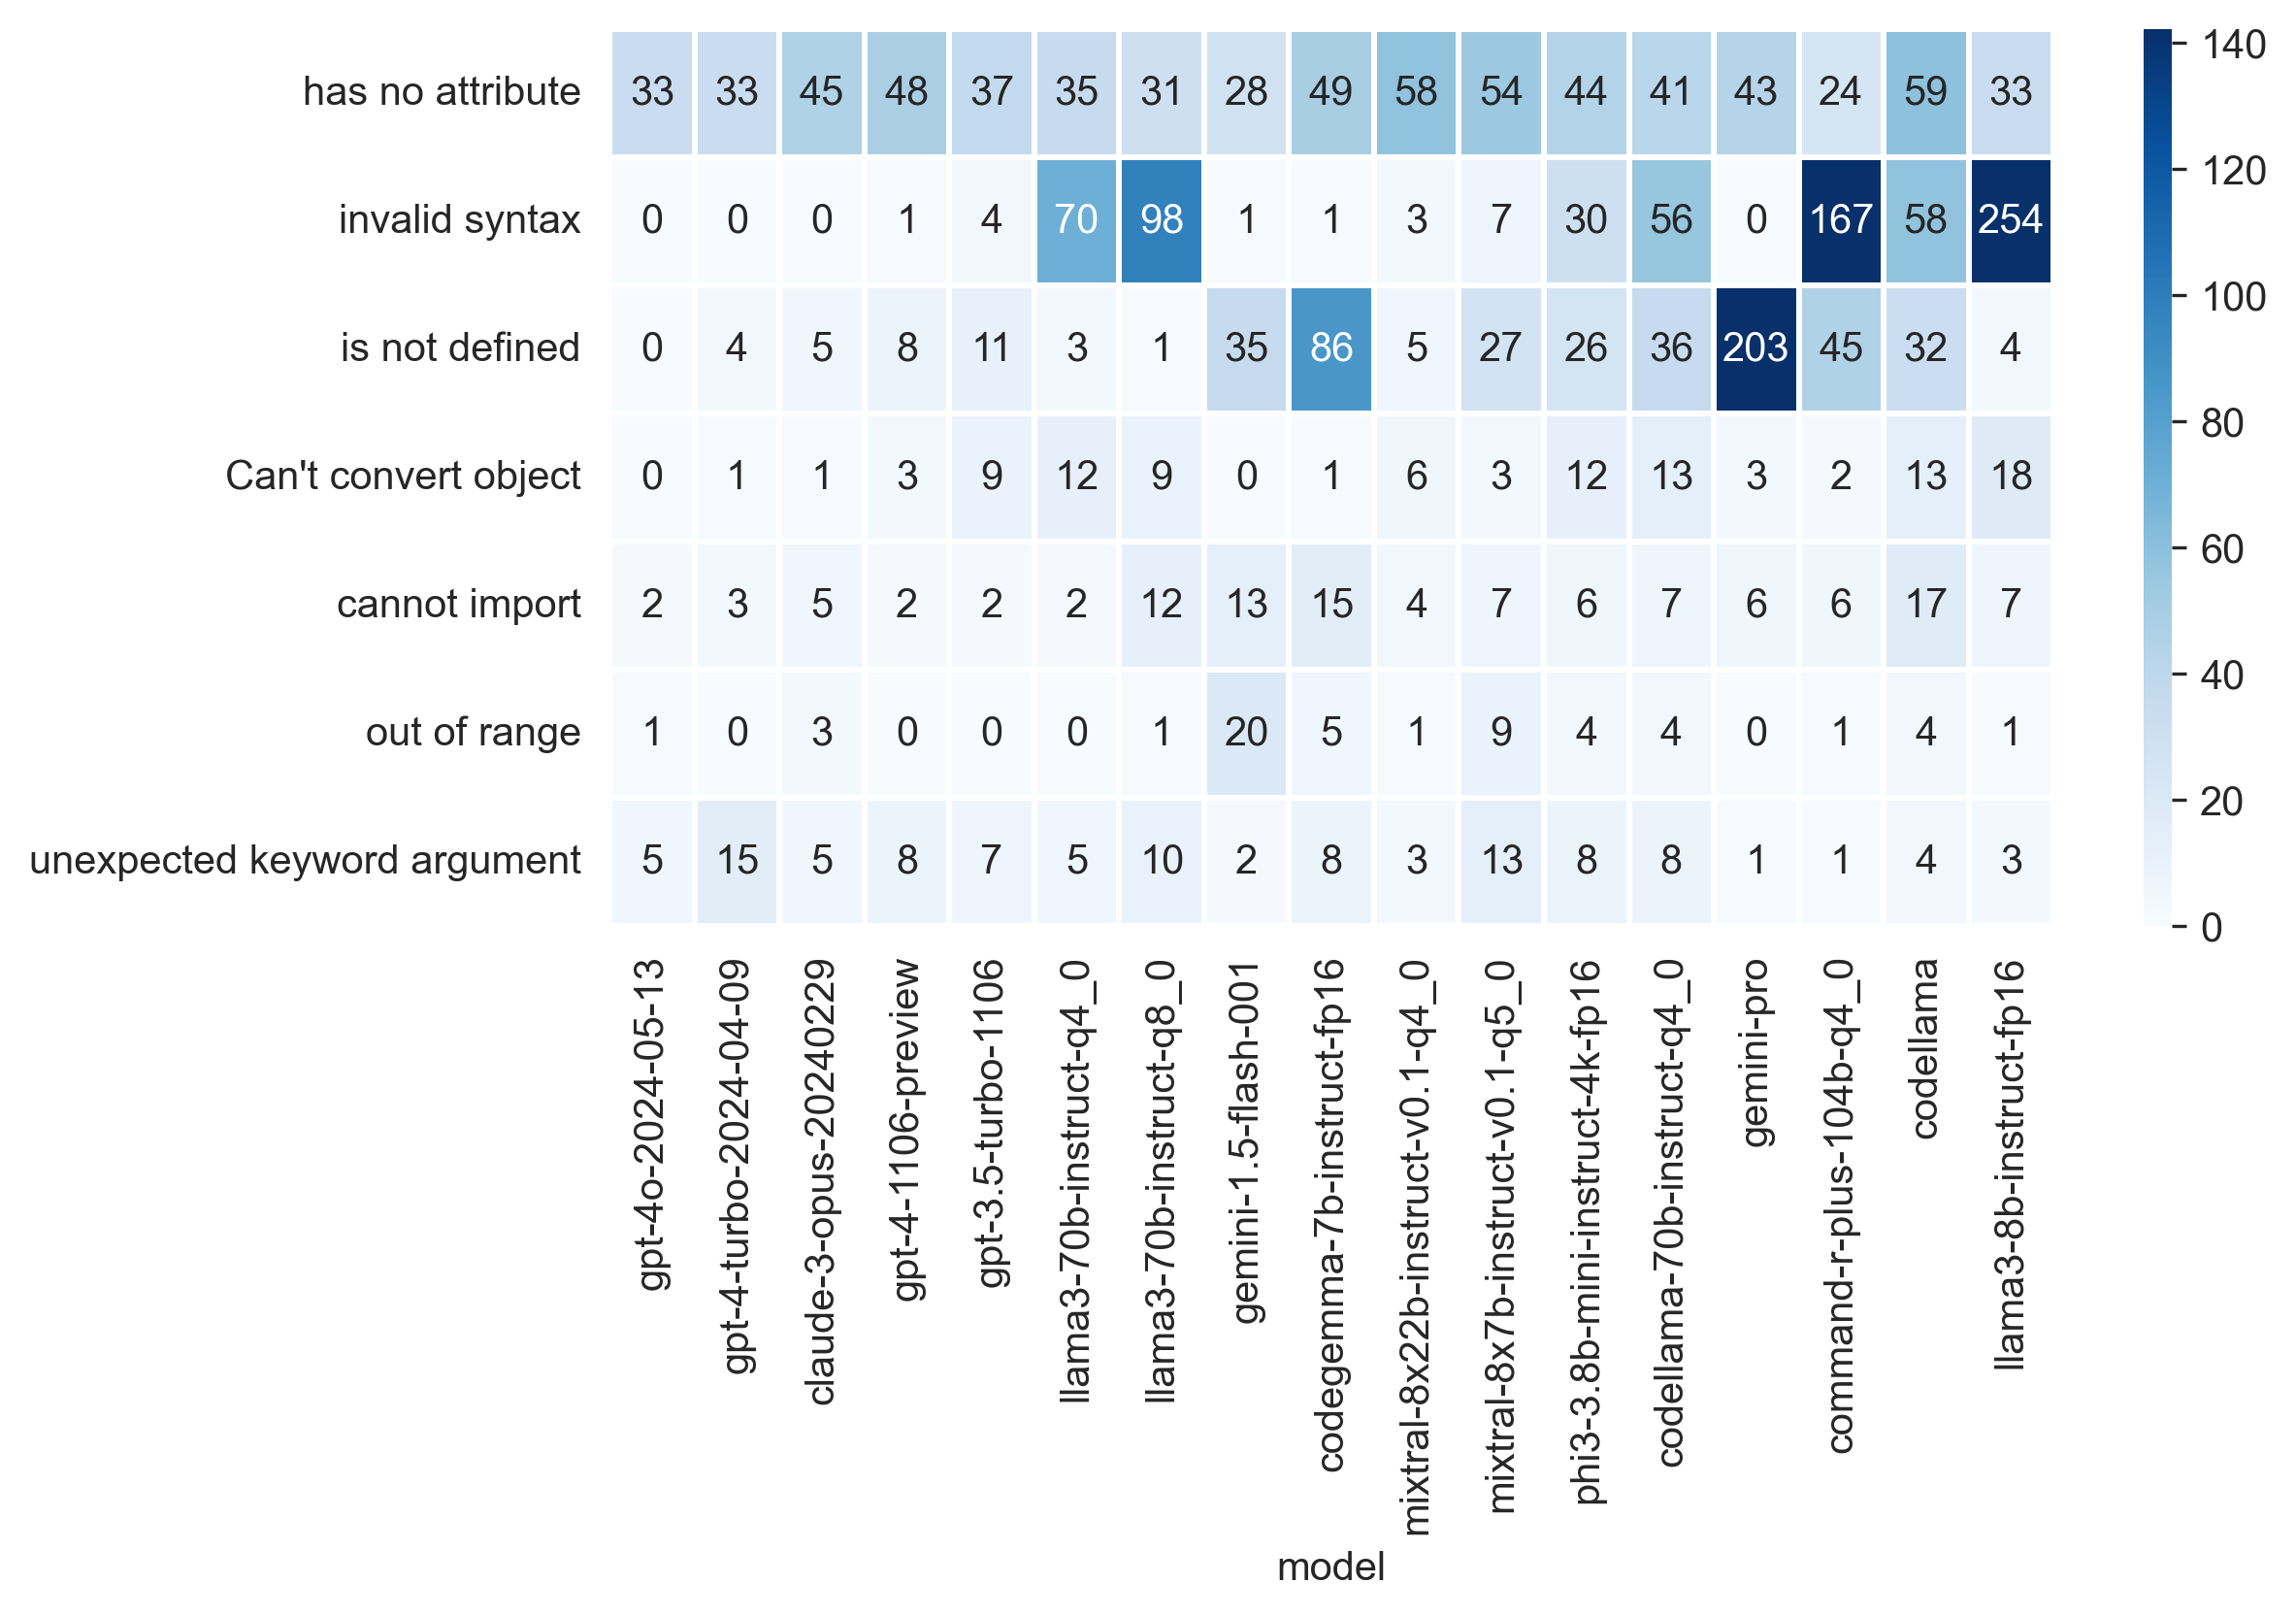 has no attribute 33 33 45 48 37 35 31 28 49 58 54 44 41 43 24 59 33
invalid syntax 0 0 0 1 4 70 98 1 1 3 7 30 56 0 167 58 254
is not defined 0 4 5 8 11 3 1 35 86 5 27 26 36 203 45 32 4
Can't convert object 0 1 1 3 9 12 9 0 1 6 3 12 13 3 2 13 18
cannot import 2 3 5 2 2 2 12 13 15 4 7 6 7 6 6 17 7
out of range 1 0 3 0 0 0 1 20 5 1 9 4 4 0 1 4 1
unexpected keyword argument 5 15 5 8 7 5 10 2 8 3 13 8 8 1 1 4 3
gpt-4o-2024-05-13
gpt-4-turbo-2024-04-09
claude-3-opus-20240229
gpt-4-1106-preview
gpt-3.5-turbo-1106
llama3-70b-instruct-q4_0
llama3-70b-instruct-q8_0
gemini-1.5-flash-001
codegemma-7b-instruct-fp16
mixtral-8x22b-instruct-v0.1-q4_0
mixtral-8x7b-instruct-v0.1-q5_0
phi3-3.8b-mini-instruct-4k-fp16
codellama-70b-instruct-q4_0
gemini-pro
command-r-plus-104b-q4_0
codellama
llama3-8b-instruct-fp16
model
140
120
100
80
60
40
20
0